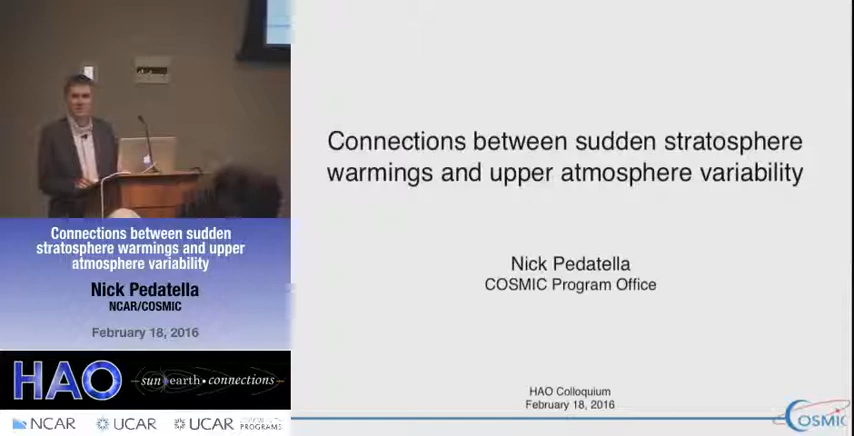 Connections between sudden
stratosphere warmings and upper
atmosphere variability
Nick Pedatella
NCAR/COSMIC
February 18, 2016
HAO
sun earth • connections
NCAR
UCAR
UCAR
PROGRAMS
Connections between sudden stratosphere
warmings and upper atmosphere variability
Nick Pedatella
COSMIC Program Office
HAO Colloquium
February 18, 2016
COSMIC